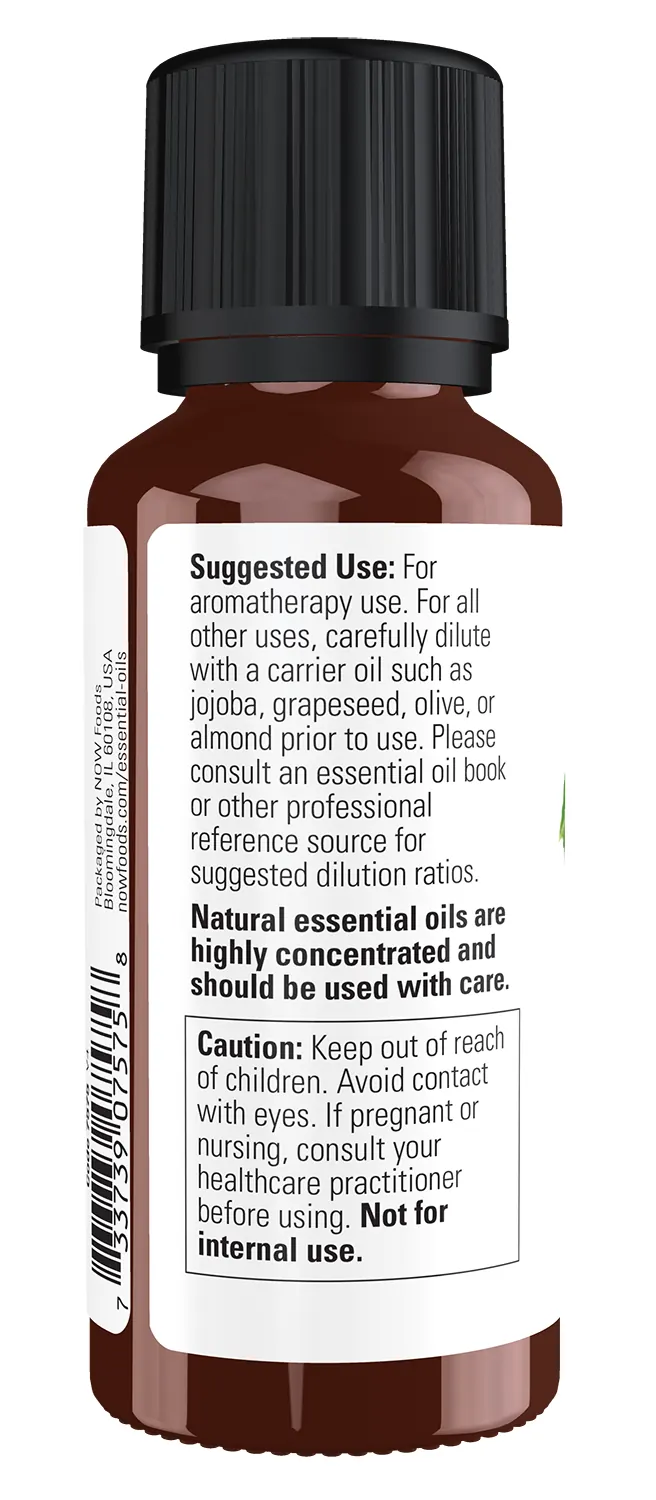 Suggested Use: For
aromatherapy use. For all
other uses, carefully dilute
with a carrier oil such as
jojoba, grapeseed, olive, or
almond prior to use. Please
consult an essential oil book
or other professional
reference source for
suggested dilution ratios.
Natural essential oils are
highly concentrated and
should be used with care.
Caution: Keep out of reach
of children. Avoid contact
with eyes. If pregnant or
nursing, consult your
healthcare practitioner
before using. Not for
internal use.
Packaged by NOW Foods
Bloomingdale, IL 60108, USA
nowfoods.com/essential-oils
7 33739 07575 8